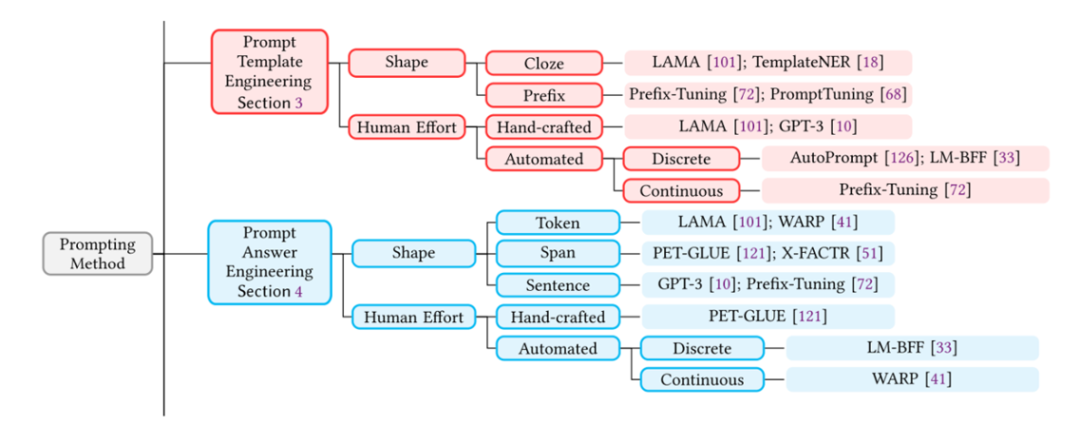 Prompting
Method
Prompt
Template
Engineering
Section 3
Shape
Cloze
LAMA [101]; TemplateNER [18]
Prefix
Prefix-Tuning [72]; PromptTuning [68]
Human Effort
Hand-crafted
LAMA [101]; GPT-3 [10]
Automated
Discrete
AutoPrompt [126]; LM-BFF [33]
Continuous
Prefix-Tuning [72]
Prompt
Answer
Engineering
Section 4
Shape
Token
LAMA [101]; WARP [41]
Span
PET-GLUE [121]; X-FACTR [51]
Sentence
GPT-3 [10]; Prefix-Tuning [72]
Human Effort
Hand-crafted
PET-GLUE [121]
Automated
Discrete
LM-BFF [33]
Continuous
WARP [41]